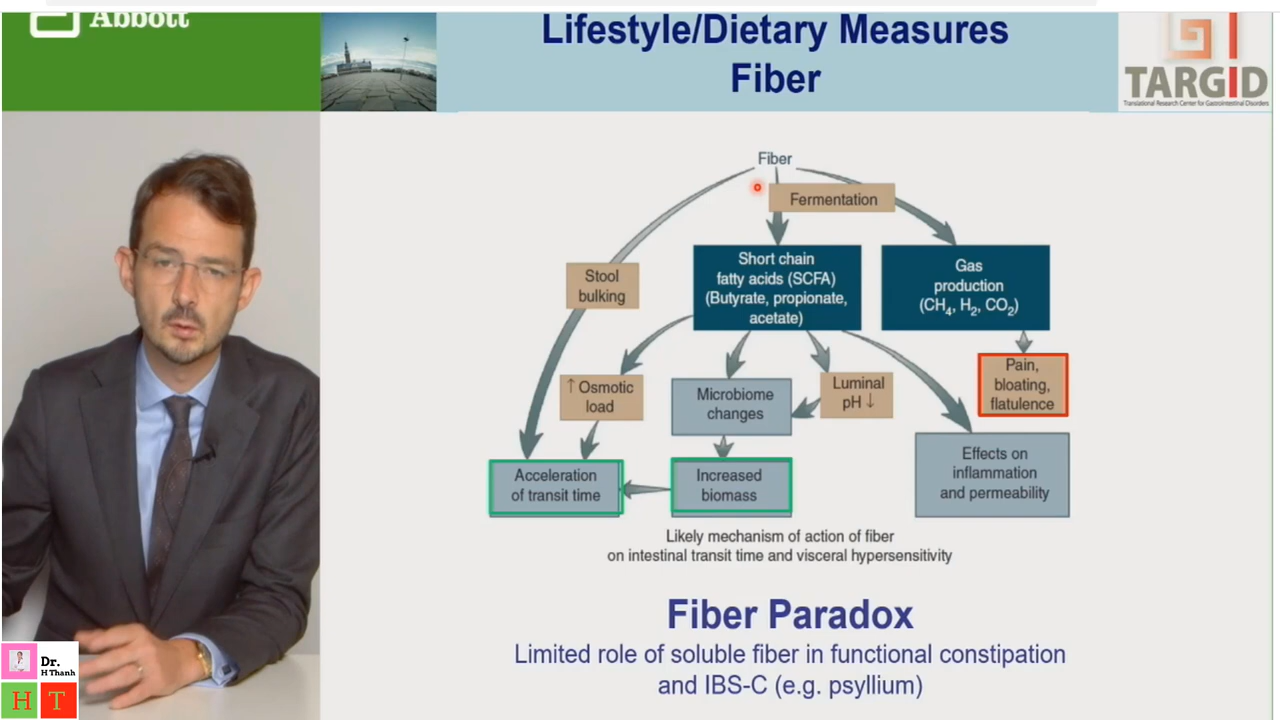 Abbott
Lifestyle/Dietary Measures
Fiber
TARGID
Translational Research Center for Gastrointestinal Disorders
Fiber
Fermentation
Stool
bulking
Short chain
fatty acids (SCFA)
(Butyrate, propionate,
acetate)
Gas
production
(CH₄, H₂, CO₂)
↑ Osmotic
load
Microbiome
changes
Luminal
pH ↓
Pain,
bloating,
flatulence
Acceleration
of transit time
Increased
biomass
Effects on
inflammation
and permeability
Likely mechanism of action of fiber
on intestinal transit time and visceral hypersensitivity
Fiber Paradox
Limited role of soluble fiber in functional constipation
and IBS-C (e.g. psyllium)
Dr.
H Thanh
H T